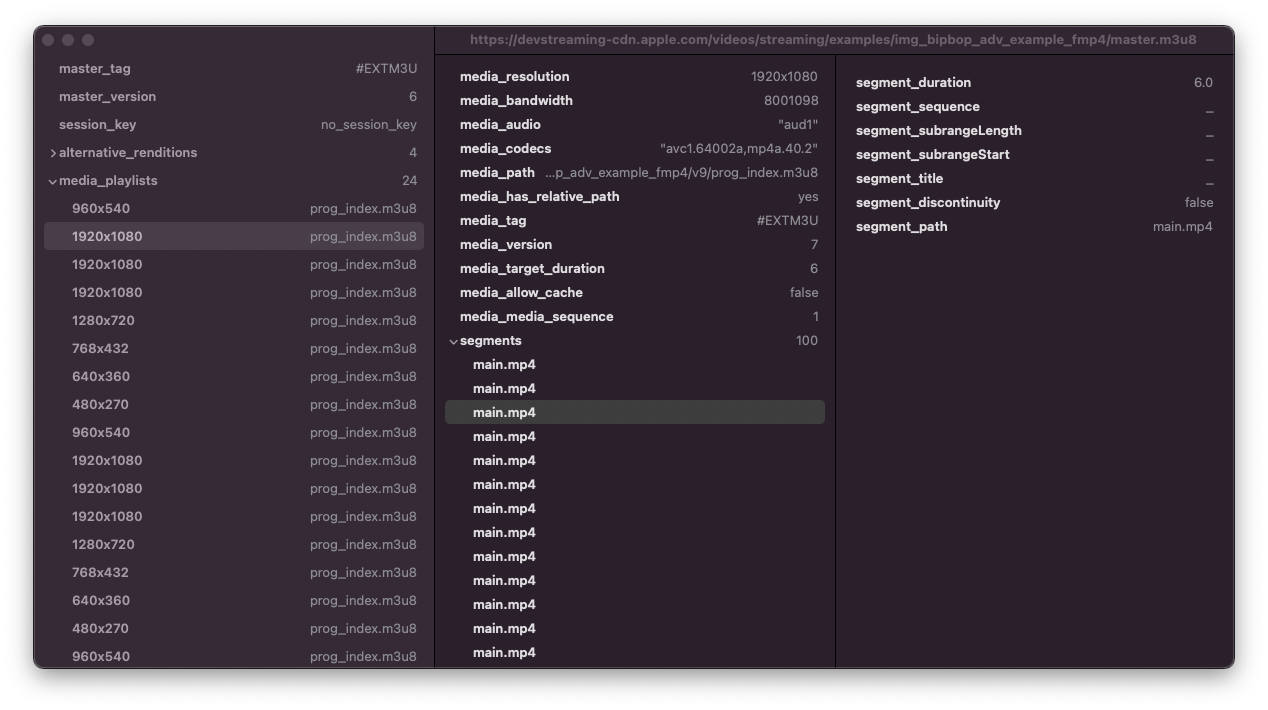 https://devstreaming-cdn.apple.com/videos/streaming/examples/img_bipbop_adv_example_fmp4/master.m3u8
master_tag #EXTM3U
master_version 6
session_key no_session_key
alternative_renditions 4
media_playlists 24
960x540 prog_index.m3u8
1920x1080 prog_index.m3u8
1920x1080 prog_index.m3u8
1920x1080 prog_index.m3u8
1280x720 prog_index.m3u8
768x432 prog_index.m3u8
640x360 prog_index.m3u8
480x270 prog_index.m3u8
960x540 prog_index.m3u8
1920x1080 prog_index.m3u8
1920x1080 prog_index.m3u8
1920x1080 prog_index.m3u8
1280x720 prog_index.m3u8
768x432 prog_index.m3u8
640x360 prog_index.m3u8
480x270 prog_index.m3u8
960x540 prog_index.m3u8
media_resolution 1920x1080
media_bandwidth 8001098
media_audio "aud1"
media_codecs "avc1.64002a,mp4a.40.2"
media_path ...p_adv_example_fmp4/v9/prog_index.m3u8
media_has_relative_path yes
media_tag #EXTM3U
media_version 7
media_target_duration 6
media_allow_cache false
media_media_sequence 1
segments 100
main.mp4
main.mp4
main.mp4
main.mp4
main.mp4
main.mp4
main.mp4
main.mp4
main.mp4
main.mp4
main.mp4
main.mp4
main.mp4
segment_duration 6.0
segment_sequence _
segment_subrangeLength _
segment_subrangeStart _
segment_title _
segment_discontinuity false
segment_path main.mp4